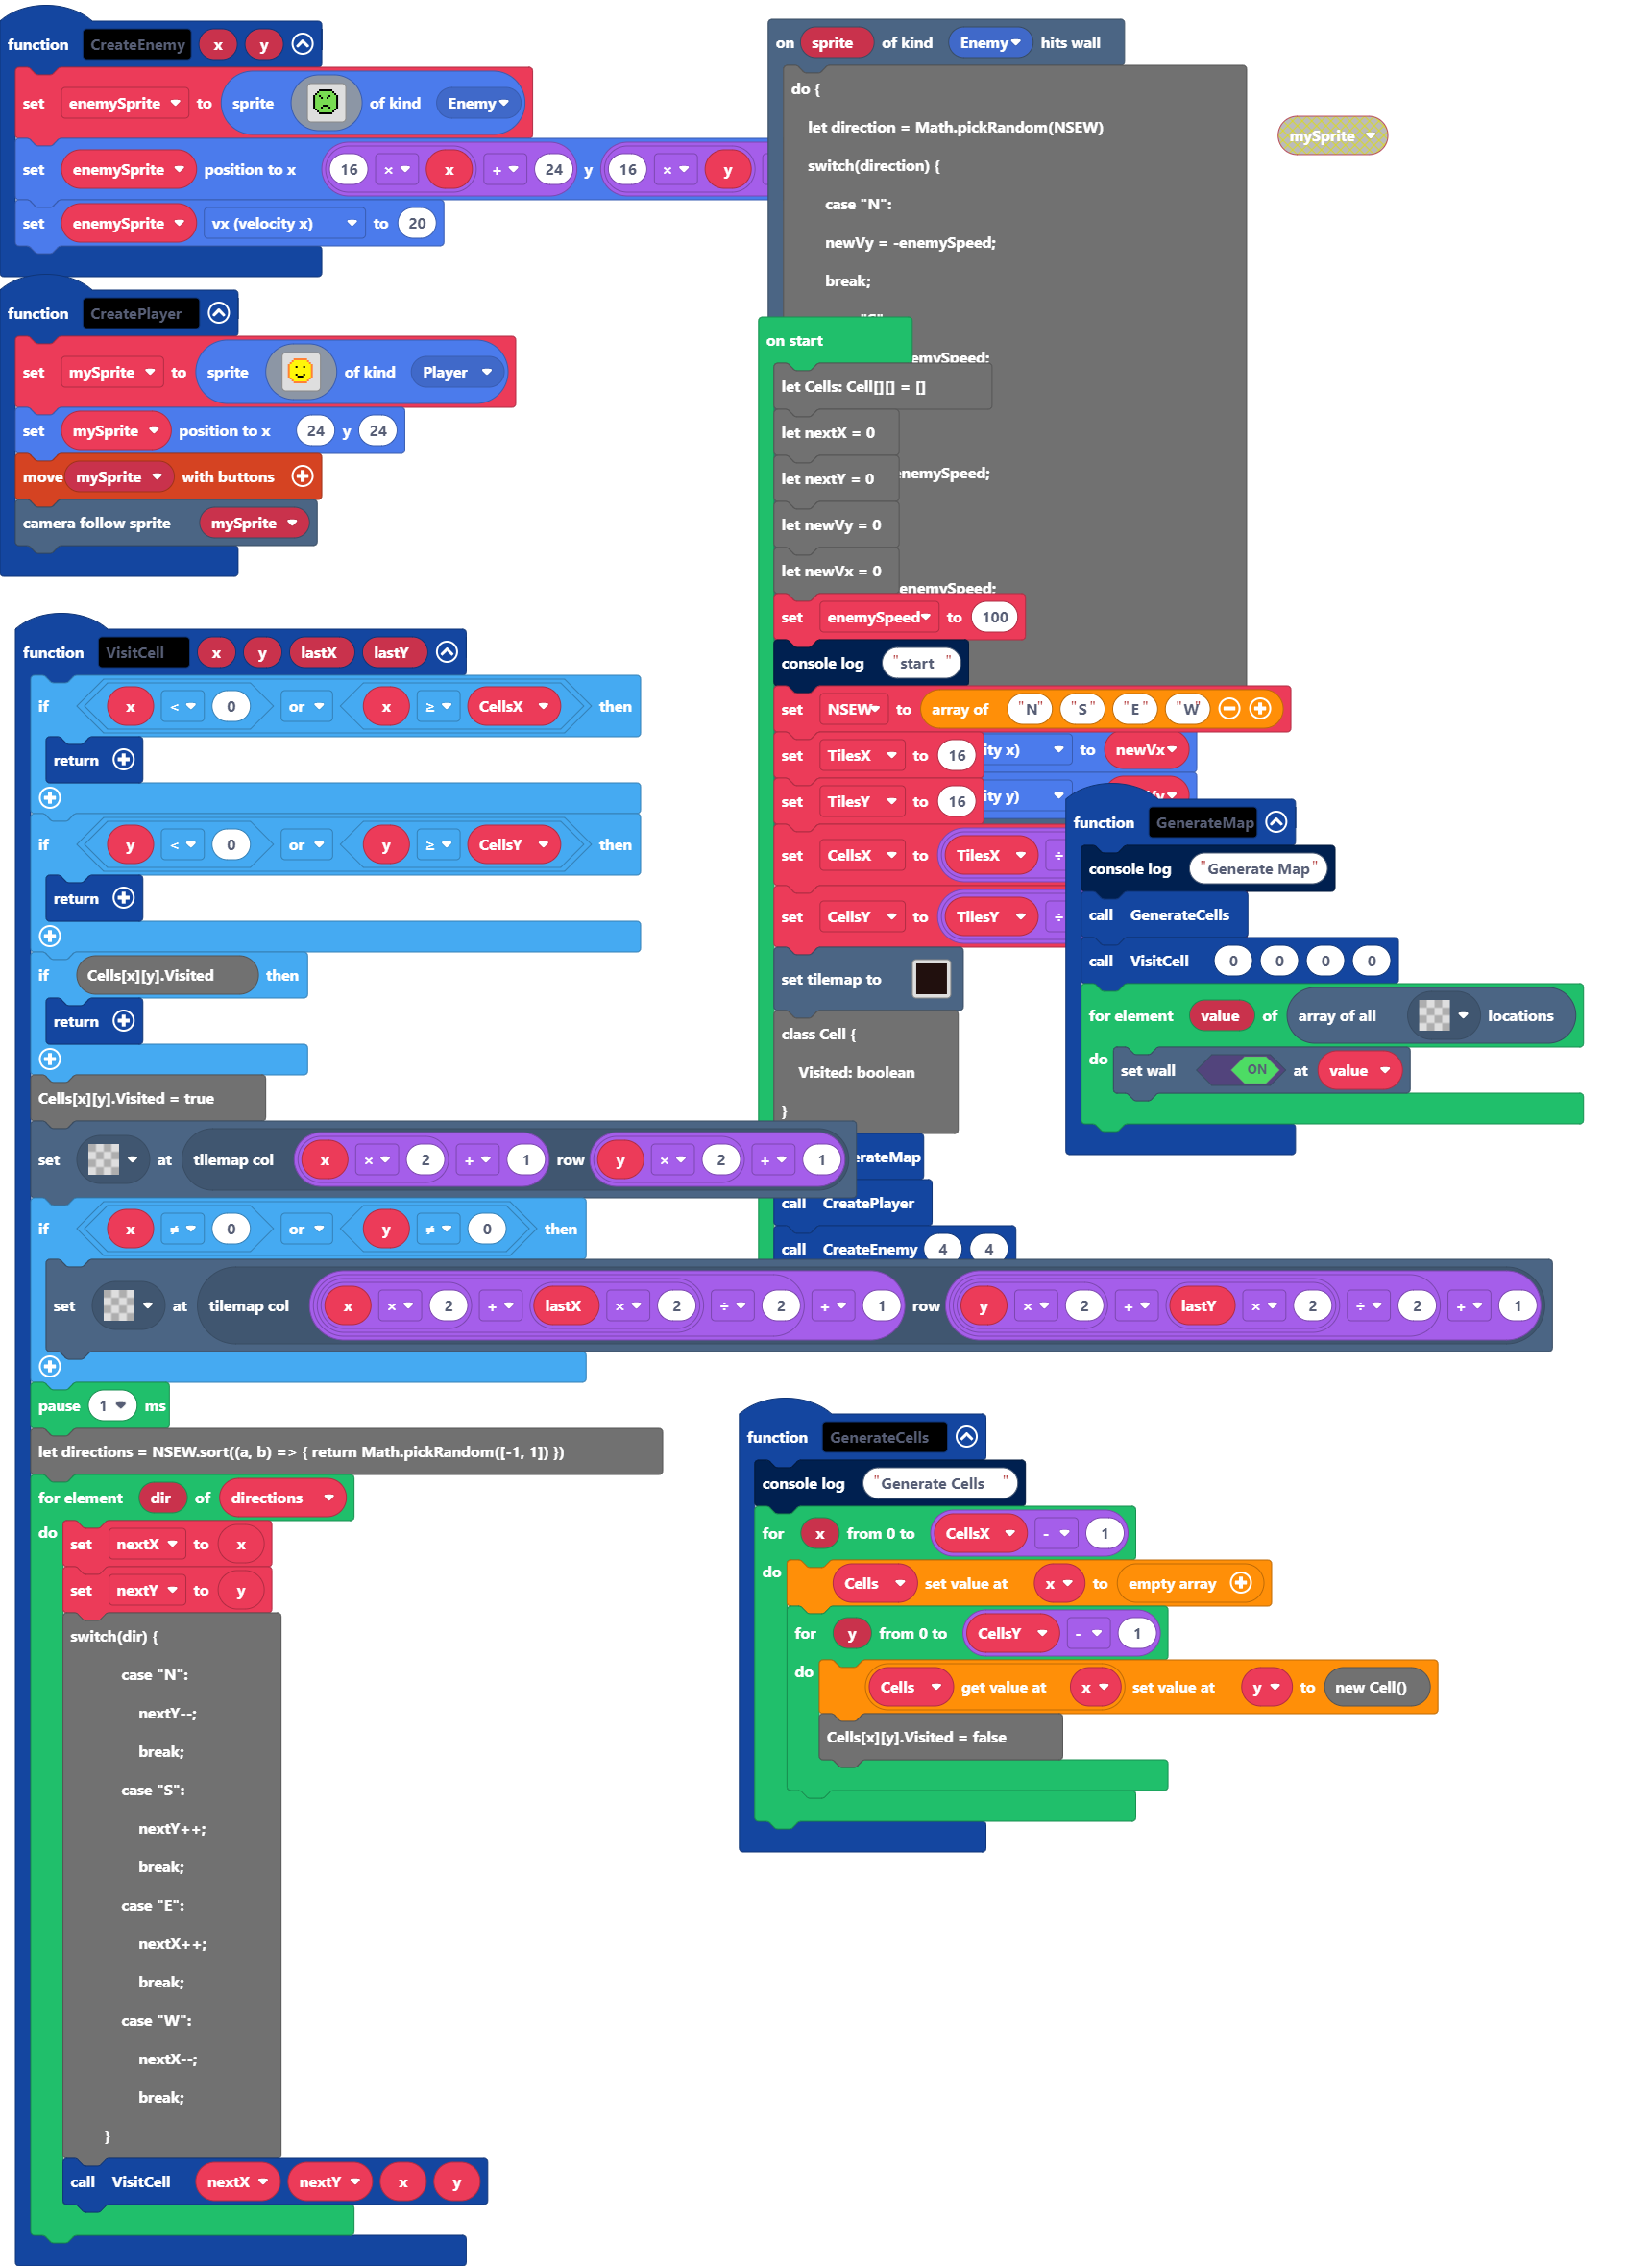 function CreateEnemy x y
set enemySprite to sprite of kind Enemy
set enemySprite position to x 16 × x + 24 y 16 × y
set enemySprite vx (velocity x) to 20
function CreatePlayer
set mySprite to sprite of kind Player
set mySprite position to x 24 y 24
move mySprite with buttons
camera follow sprite mySprite
function VisitCell x y lastX lastY
if x < 0 or x ≥ CellsX then
return
if y < 0 or y ≥ CellsY then
return
if Cells[x][y].Visited then
return
Cells[x][y].Visited = true
set at tilemap col x × 2 + 1 row y × 2 + 1
if x ≠ 0 or y ≠ 0 then
set at tilemap col x × 2 + lastX × 2 ÷ 2 + 1 row y × 2 + lastY × 2 ÷ 2 + 1
pause 1 ms
let directions = NSEW.sort((a, b) => { return Math.pickRandom([-1, 1]) })
for element dir of directions
do
set nextX to x
set nextY to y
switch(dir) {
case "N":
nextY--;
break;
case "S":
nextY++;
break;
case "E":
nextX++;
break;
case "W":
nextX--;
break;
}
call VisitCell nextX nextY x y
on sprite of kind Enemy hits wall
do {
let direction = Math.pickRandom(NSEW)
switch(direction) {
case "N":
newVy = -enemySpeed;
break;
emySpeed;
enemySpeed;
enemySpeed;
ity x) to newVx
ity y)
mySprite
on start
let Cells: Cell[][] = []
let nextX = 0
let nextY = 0
let newVy = 0
let newVx = 0
set enemySpeed to 100
console log "start "
set NSEW to array of "N" "S" "E" "W"
set TilesX to 16
set TilesY to 16
set CellsX to TilesX ÷
set CellsY to TilesY ÷
set tilemap to
class Cell {
Visited: boolean
}
erateMap
call CreatePlayer
call CreateEnemy 4 4
function GenerateMap
console log "Generate Map"
call GenerateCells
call VisitCell 0 0 0 0
for element value of array of all locations
do set wall ON at value
function GenerateCells
console log "Generate Cells "
for x from 0 to CellsX - 1
do Cells set value at x to empty array
for y from 0 to CellsY - 1
do Cells get value at x set value at y to new Cell()
Cells[x][y].Visited = false